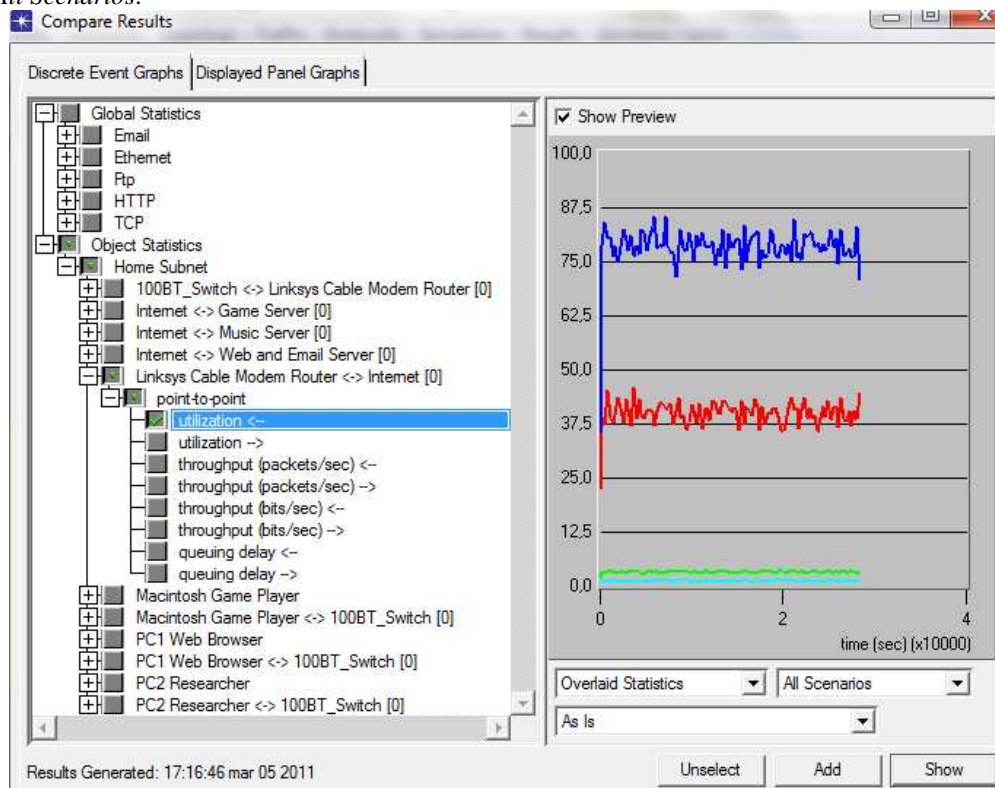 All Scenarios.
Compare Results
Discrete Event Graphs
Displayed Panel Graphs
Global Statistics
Email
Ethernet
Ftp
HTTP
TCP
Object Statistics
Home Subnet
100BT_Switch <-> Linksys Cable Modem Router [0]
Internet <-> Game Server [0]
Internet <-> Music Server [0]
Internet <-> Web and Email Server [0]
Linksys Cable Modem Router <-> Internet [0]
point-to-point
utilization <--
utilization -->
throughput (packets/sec) <--
throughput (packets/sec) -->
throughput (bits/sec) <--
throughput (bits/sec) -->
queuing delay <--
queuing delay -->
Macintosh Game Player
Macintosh Game Player <-> 100BT_Switch [0]
PC1 Web Browser
PC1 Web Browser <-> 100BT_Switch [0]
PC2 Researcher
PC2 Researcher <-> 100BT_Switch [0]
Show Preview
100,0
87,5
75,0
62,5
50,0
37,5
25,0
12,5
0,0
0 2 4
time (sec) (x10000)
Overlaid Statistics
All Scenarios
As Is
Results Generated: 17:16:46 mar 05 2011
Unselect
Add
Show